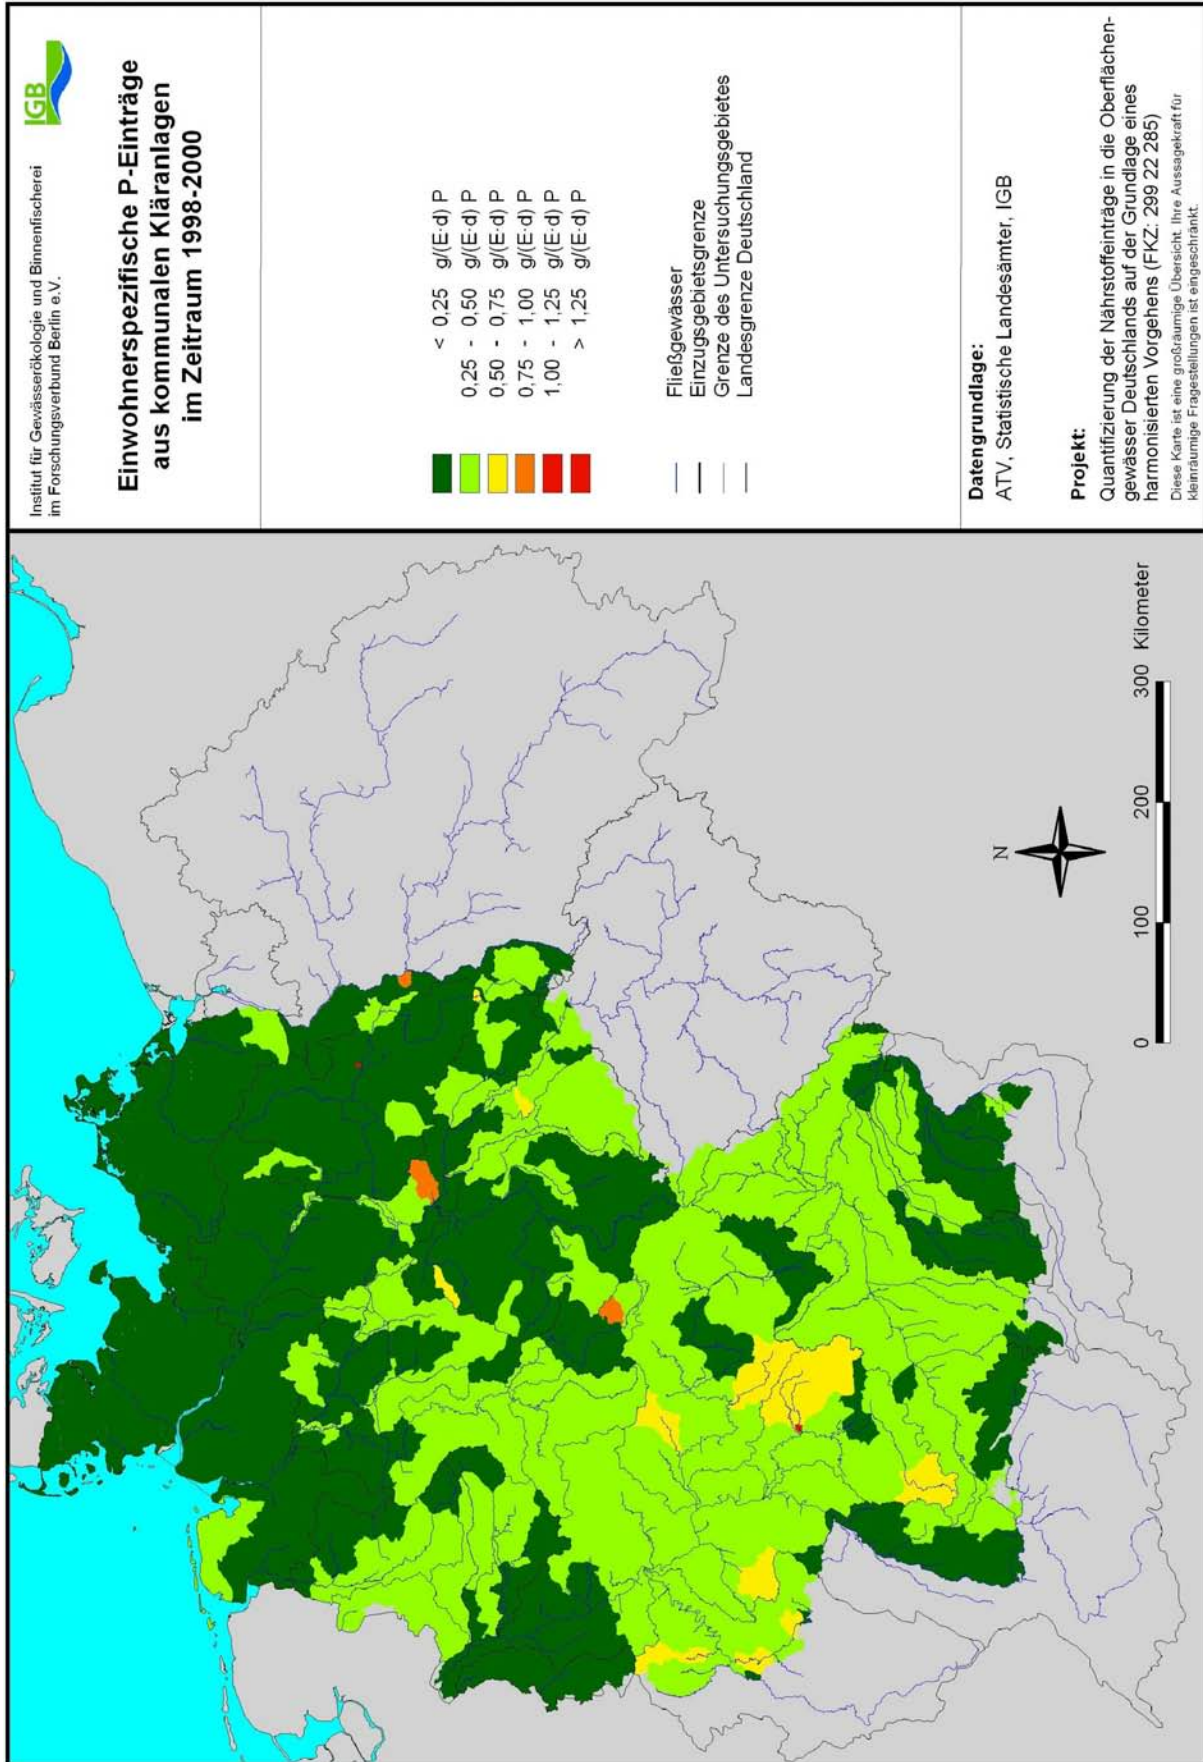 Institut für Gewässerökologie und Binnenfischerei
im Forschungsverbund Berlin e.V.
IGB
Einwohnerspezifische P-Einträge
aus kommunalen Kläranlagen
im Zeitraum 1998-2000
< 0,25 g/(E·d) P
0,25 - 0,50 g/(E·d) P
0,50 - 0,75 g/(E·d) P
0,75 - 1,00 g/(E·d) P
1,00 - 1,25 g/(E·d) P
> 1,25 g/(E·d) P
Fließgewässer
Einzugsgebietsgrenze
Grenze des Untersuchungsgebietes
Landesgrenze Deutschland
Datengrundlage:
ATV, Statistische Landesämter, IGB
Projekt:
Quantifizierung der Nährstoffeinträge in die Oberflächen-
gewässer Deutschlands auf der Grundlage eines
harmonisierten Vorgehens (FKZ: 299 22 285)
Diese Karte ist eine großräumige Übersicht. Ihre Aussagekraft für
kleinräumige Fragestellungen ist eingeschränkt.
N
0 100 200 300 Kilometer